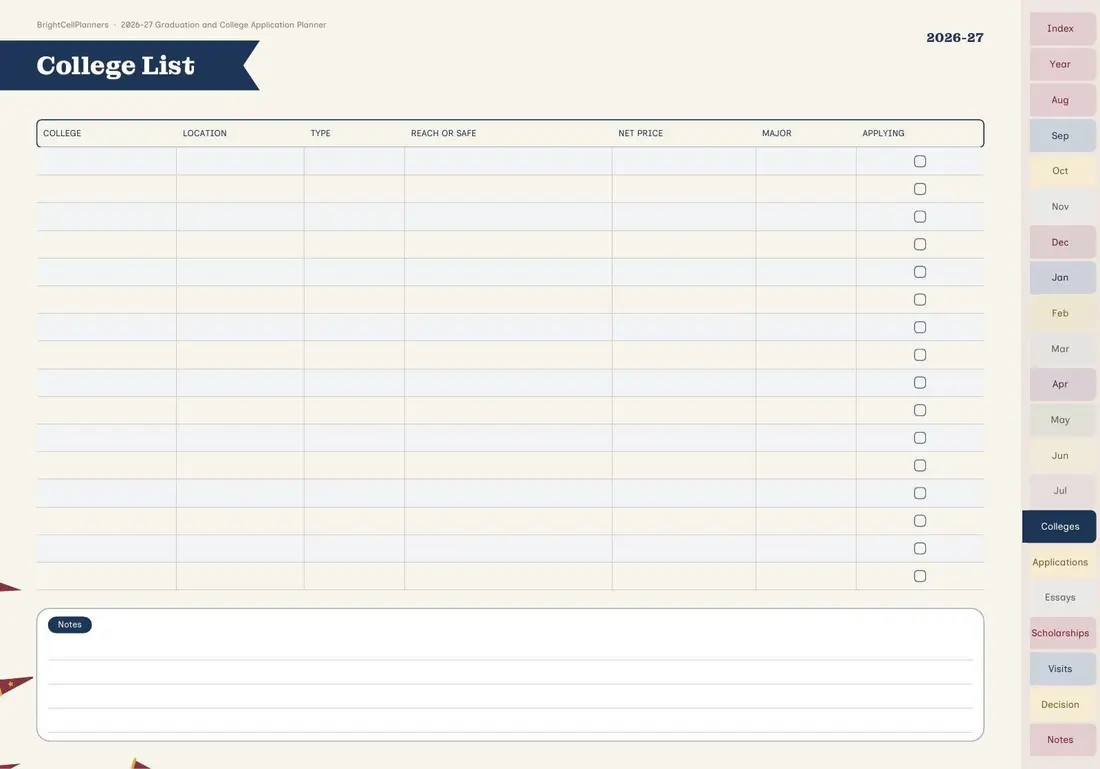 BrightCellPlanners · 2026-27 Graduation and College Application Planner
2026-27
College List
COLLEGE LOCATION TYPE REACH OR SAFE NET PRICE MAJOR APPLYING
Notes
Index
Year
Aug
Sep
Oct
Nov
Dec
Jan
Feb
Mar
Apr
May
Jun
Jul
Colleges
Applications
Essays
Scholarships
Visits
Decision
Notes